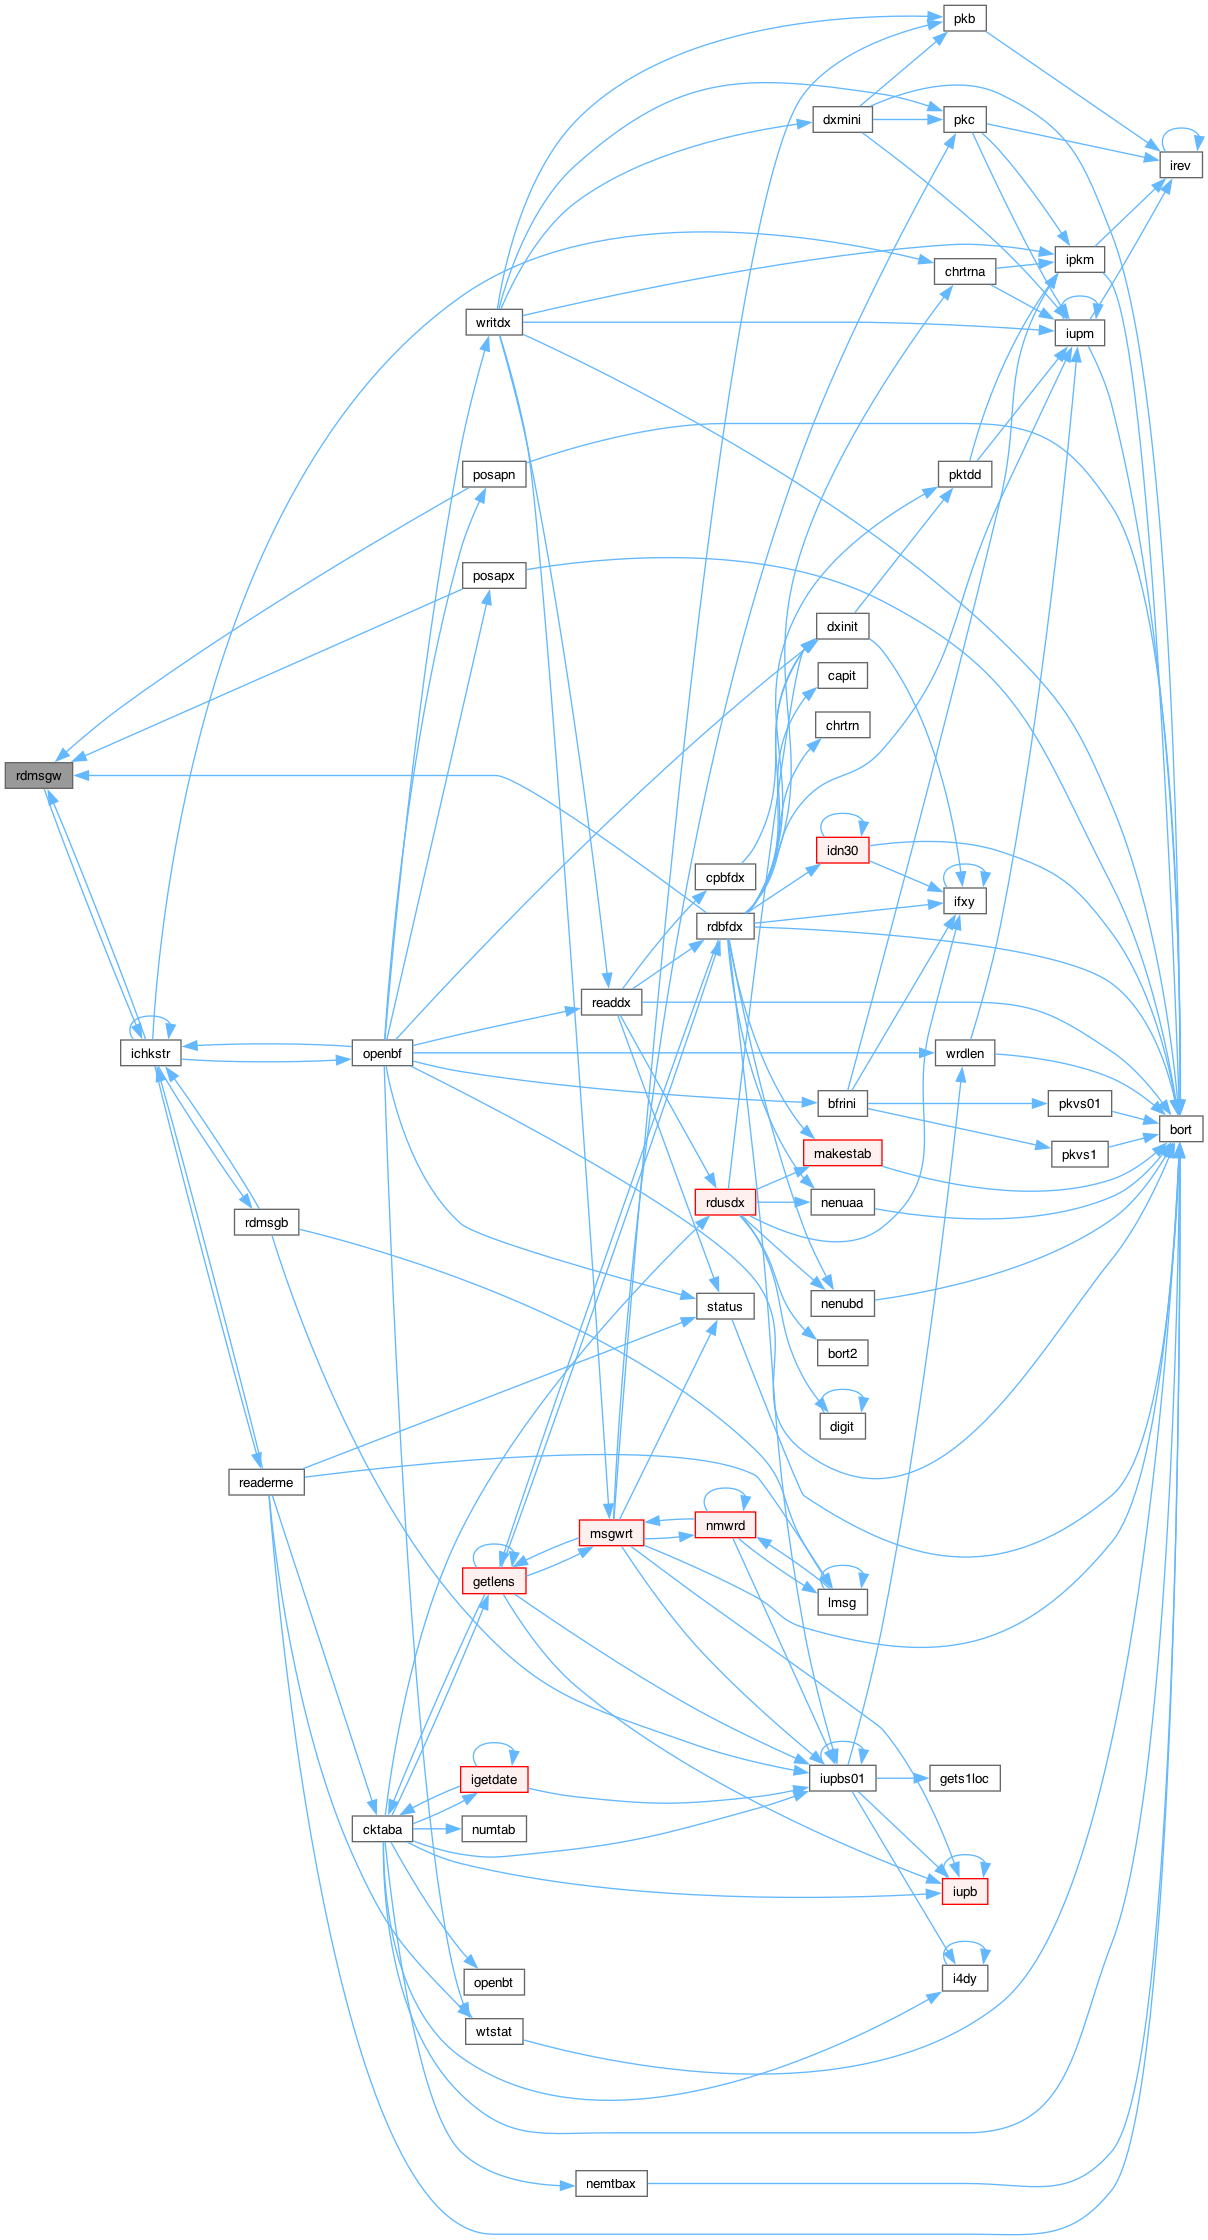 pkb
dxmini
pkc
irev
ipkm
chrtrna
writdx
iupm
posapn
pktdd
posapx
dxinit
capit
chrtrn
rdmsgw
idn30
cpbfdx
ifxy
rdbfdx
readdx
ichkstr
openbf
wrdlen
bfrini
pkvs01
bort
makestab
pkvs1
rdusdx
nenuaa
rdmsgb
status
nenubd
bort2
digit
readerme
msgwrt
nmwrd
getlens
lmsg
igetdate
iupbs01
gets1loc
cktaba
numtab
iupb
openbt
i4dy
wtstat
nemtbax